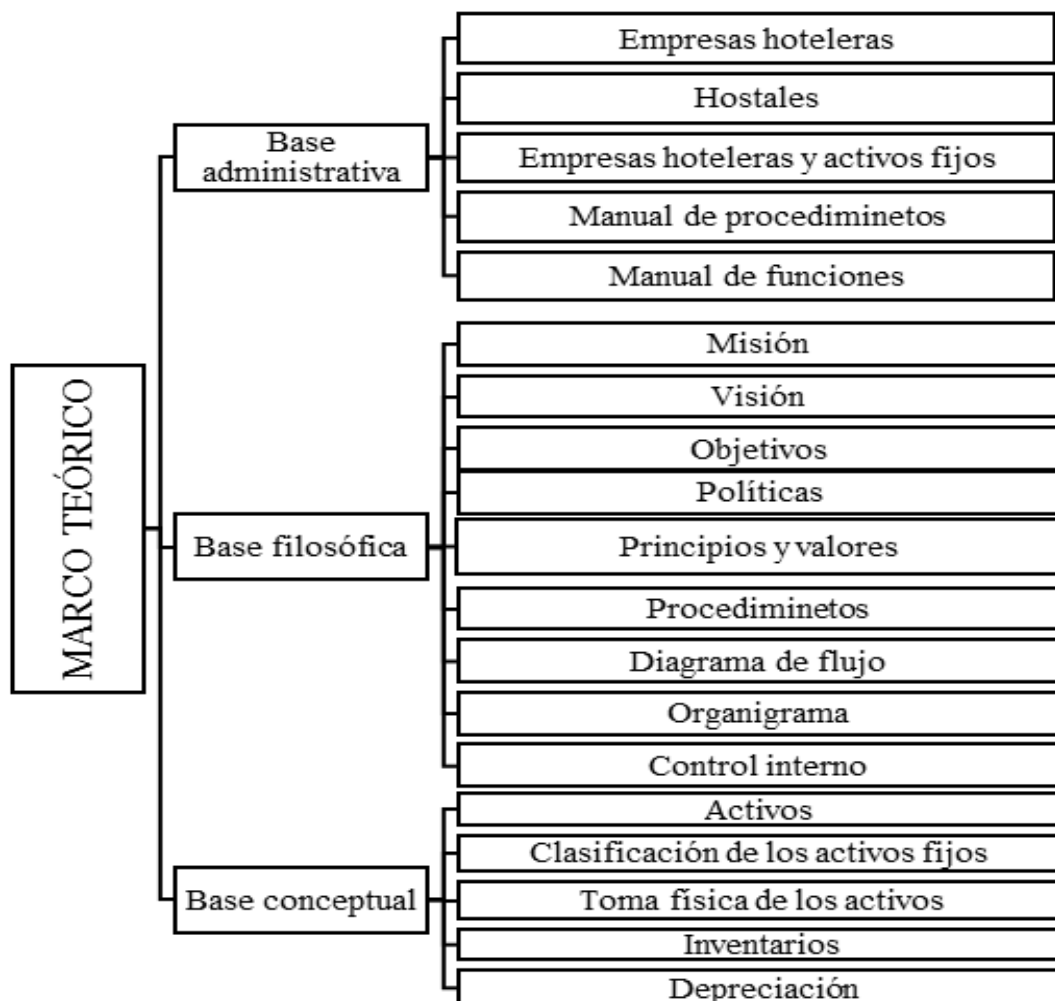 MARCO TEÓRICO
Base
administrativa
Empresas hoteleras
Hostales
Empresas hoteleras y activos fijos
Manual de procediminetos
Manual de funciones
Base filosófica
Misión
Visión
Objetivos
Políticas
Principios y valores
Procediminetos
Diagrama de flujo
Organigrama
Control interno
Base conceptual
Activos
Clasificación de los activos fijos
Toma física de los activos
Inventarios
Depreciación